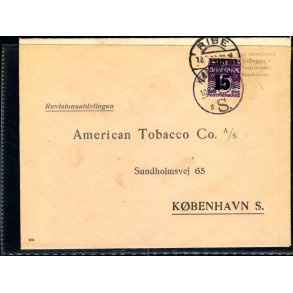 RIBE
15
S.
Revisionsafdelingen
American Tobacco Co. A/s
Sundholmsvej 65
KØBENHAVN S.